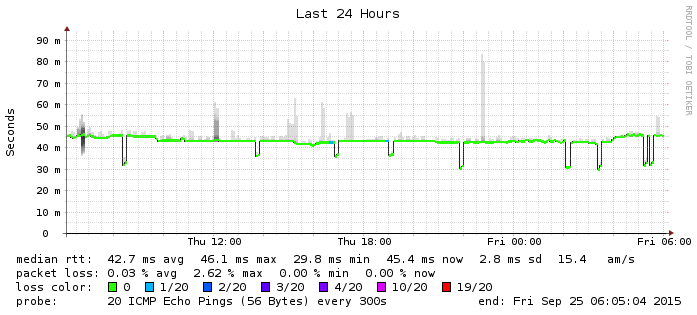 Last 24 Hours
RRDTOOL / TOBI OETIKER
90 m
80 m
70 m
60 m
50 m
40 m
30 m
20 m
10 m
0
Seconds
Thu 12:00 Thu 18:00 Fri 00:00 Fri 06:00
median rtt: 42.7 ms avg 46.1 ms max 29.8 ms min 45.4 ms now 2.8 ms sd 15.4 am/s
packet loss: 0.03 % avg 2.62 % max 0.00 % min 0.00 % now
loss color: 0 1/20 2/20 3/20 4/20 10/20 19/20
probe: 20 ICMP Echo Pings (56 Bytes) every 300s end: Fri Sep 25 06:05:04 2015